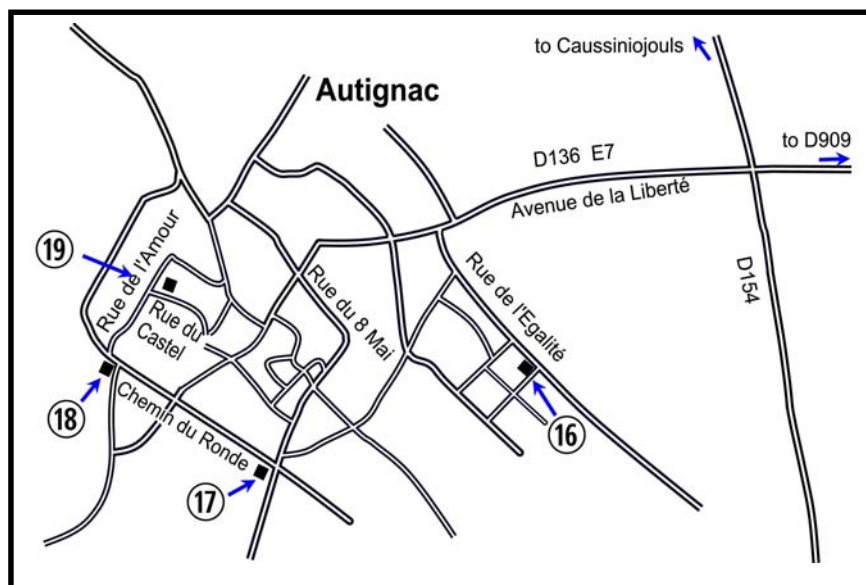 to Caussiniojouls
Autignac
to D909
D136 E7
Avenue de la Liberté
Rue de l'Amour
19
Rue du 8 Mai
Rue de l'Egalité
D154
Rue du
Castel
18
Chemin du Ronde
16
17